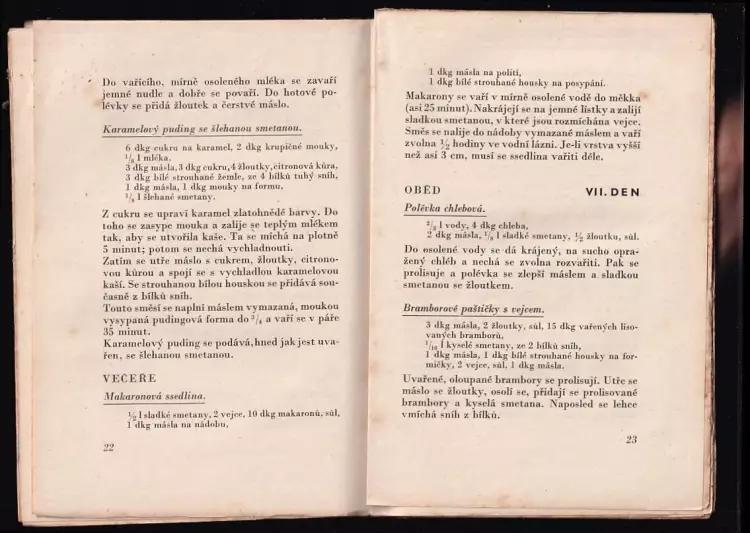 Do vařícího, mírně osoleného mléka se zavaří
jemné nudle a dobře se povaří. Do hotové po-
lévky se přidá žloutek a čerstvé máslo.
Karamelový puding se šlehanou smetanou.
6 dkg cukru na karamel, 2 dkg krupičné mouky,
1/8 l mléka,
3 dkg másla, 3 dkg cukru, 4 žloutky, citronová kůra,
3 dkg bílé strouhané žemle, ze 4 bílků tuhý sníh,
1 dkg másla, 1 dkg mouky na formu,
1/8 l šlehané smetany.
Z cukru se upraví karamel zlatohnědé barvy. Do
toho se zasype mouka a zalije se teplým mlékem
tak, aby se utvořila kaše. Ta se míchá na plotně
5 minut; potom se nechá vychladnouti.
Zatím se utře máslo s cukrem, žloutky, citrono-
vou kůrou a spojí se s vychladlou karamelovou
kaší. Se strouhanou bílou houskou se přidává sou-
časně z bílků sníh.
Touto směsí se naplní máslem vymazaná, moukou
vysypaná pudingová forma do 3/4 a vaří se v páře
35 minut.
Karamelový puding se podává, hned jak jest uva-
řen, se šlehanou smetanou.
VEČEŘE
Makaronová ssedlina.
1/2 l sladké smetany, 2 vejce, 10 dkg makaronů, sůl,
1 dkg másla na nádobu,
22
1 dkg másla na polití,
1 dkg bílé strouhané housky na posypání.
Makarony se vaří v mírně osolené vodě do měkka
(asi 25 minut). Nakrájejí se na jemné lístky a zalijí
sladkou smetanou, v které jsou rozmíchána vejce.
Směs se nalije do nádoby vymazané máslem a vaří
zvolna 1/2 hodiny ve vodní lázni. Je-li vrstva vyšší
než asi 3 cm, musí se ssedlina vařiti déle.
OBĚD VII. DEN
Polévka chlebová.
2/8 l vody, 4 dkg chleba,
2 dkg másla, 1/8 l sladké smetany, 1/2 žloutku, sůl.
Do osolené vody se dá krájený, na sucho opra-
žený chléb a nechá se zvolna rozvařiti. Pak se
prolisuje a polévka se zlepší máslem a sladkou
smetanou se žloutkem.
Bramborové paštičky s vejcem.
3 dkg másla, 2 žloutky, sůl, 15 dkg vařených liso-
vaných bramborů,
1/16 l kyselé smetany, ze 2 bílků sníh,
1 dkg másla, 1 dkg bílé strouhané housky na for-
mičky, 2 vejce, sůl, 1 dkg másla.
Uvařené, oloupané brambory se prolisují. Utře se
máslo se žloutky, osolí se, přidají se prolisované
brambory a kyselá smetana. Naposled se lehce
vmíchá sníh z bílků.
23